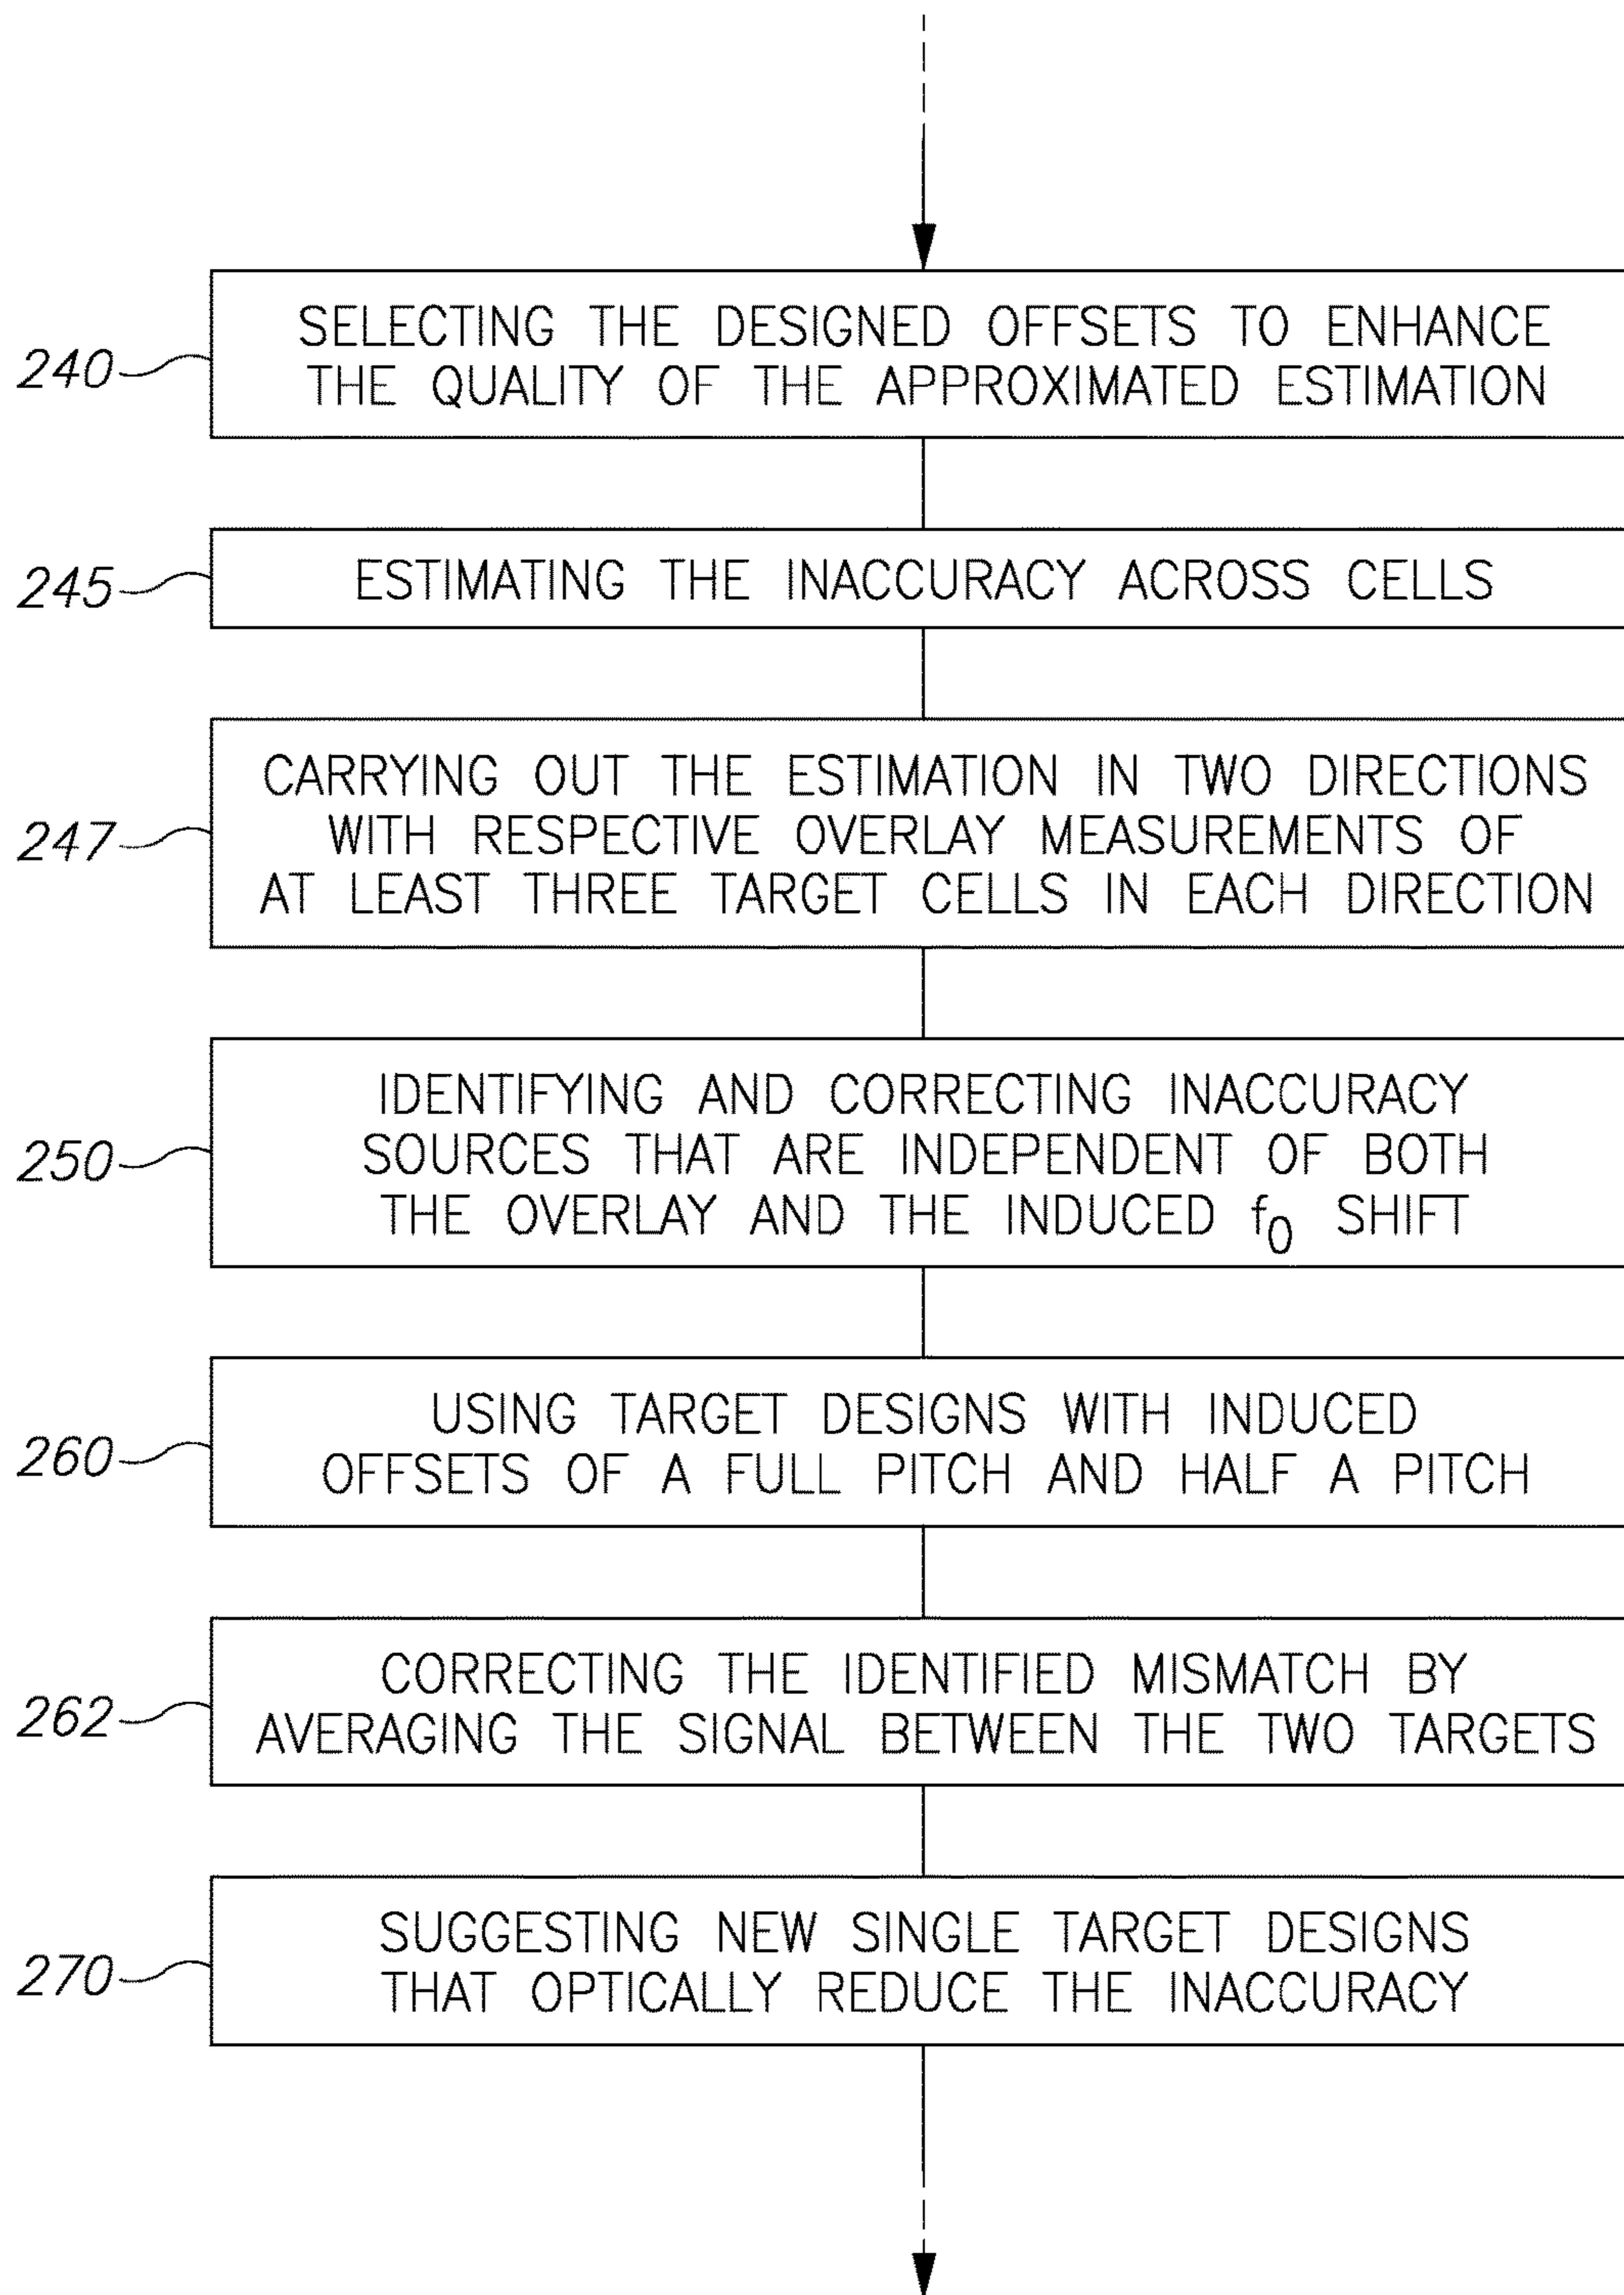 240
SELECTING THE DESIGNED OFFSETS TO ENHANCE
THE QUALITY OF THE APPROXIMATED ESTIMATION
245
ESTIMATING THE INACCURACY ACROSS CELLS
247
CARRYING OUT THE ESTIMATION IN TWO DIRECTIONS
WITH RESPECTIVE OVERLAY MEASUREMENTS OF
AT LEAST THREE TARGET CELLS IN EACH DIRECTION
250
IDENTIFYING AND CORRECTING INACCURACY
SOURCES THAT ARE INDEPENDENT OF BOTH
THE OVERLAY AND THE INDUCED f₀ SHIFT
260
USING TARGET DESIGNS WITH INDUCED
OFFSETS OF A FULL PITCH AND HALF A PITCH
262
CORRECTING THE IDENTIFIED MISMATCH BY
AVERAGING THE SIGNAL BETWEEN THE TWO TARGETS
270
SUGGESTING NEW SINGLE TARGET DESIGNS
THAT OPTICALLY REDUCE THE INACCURACY